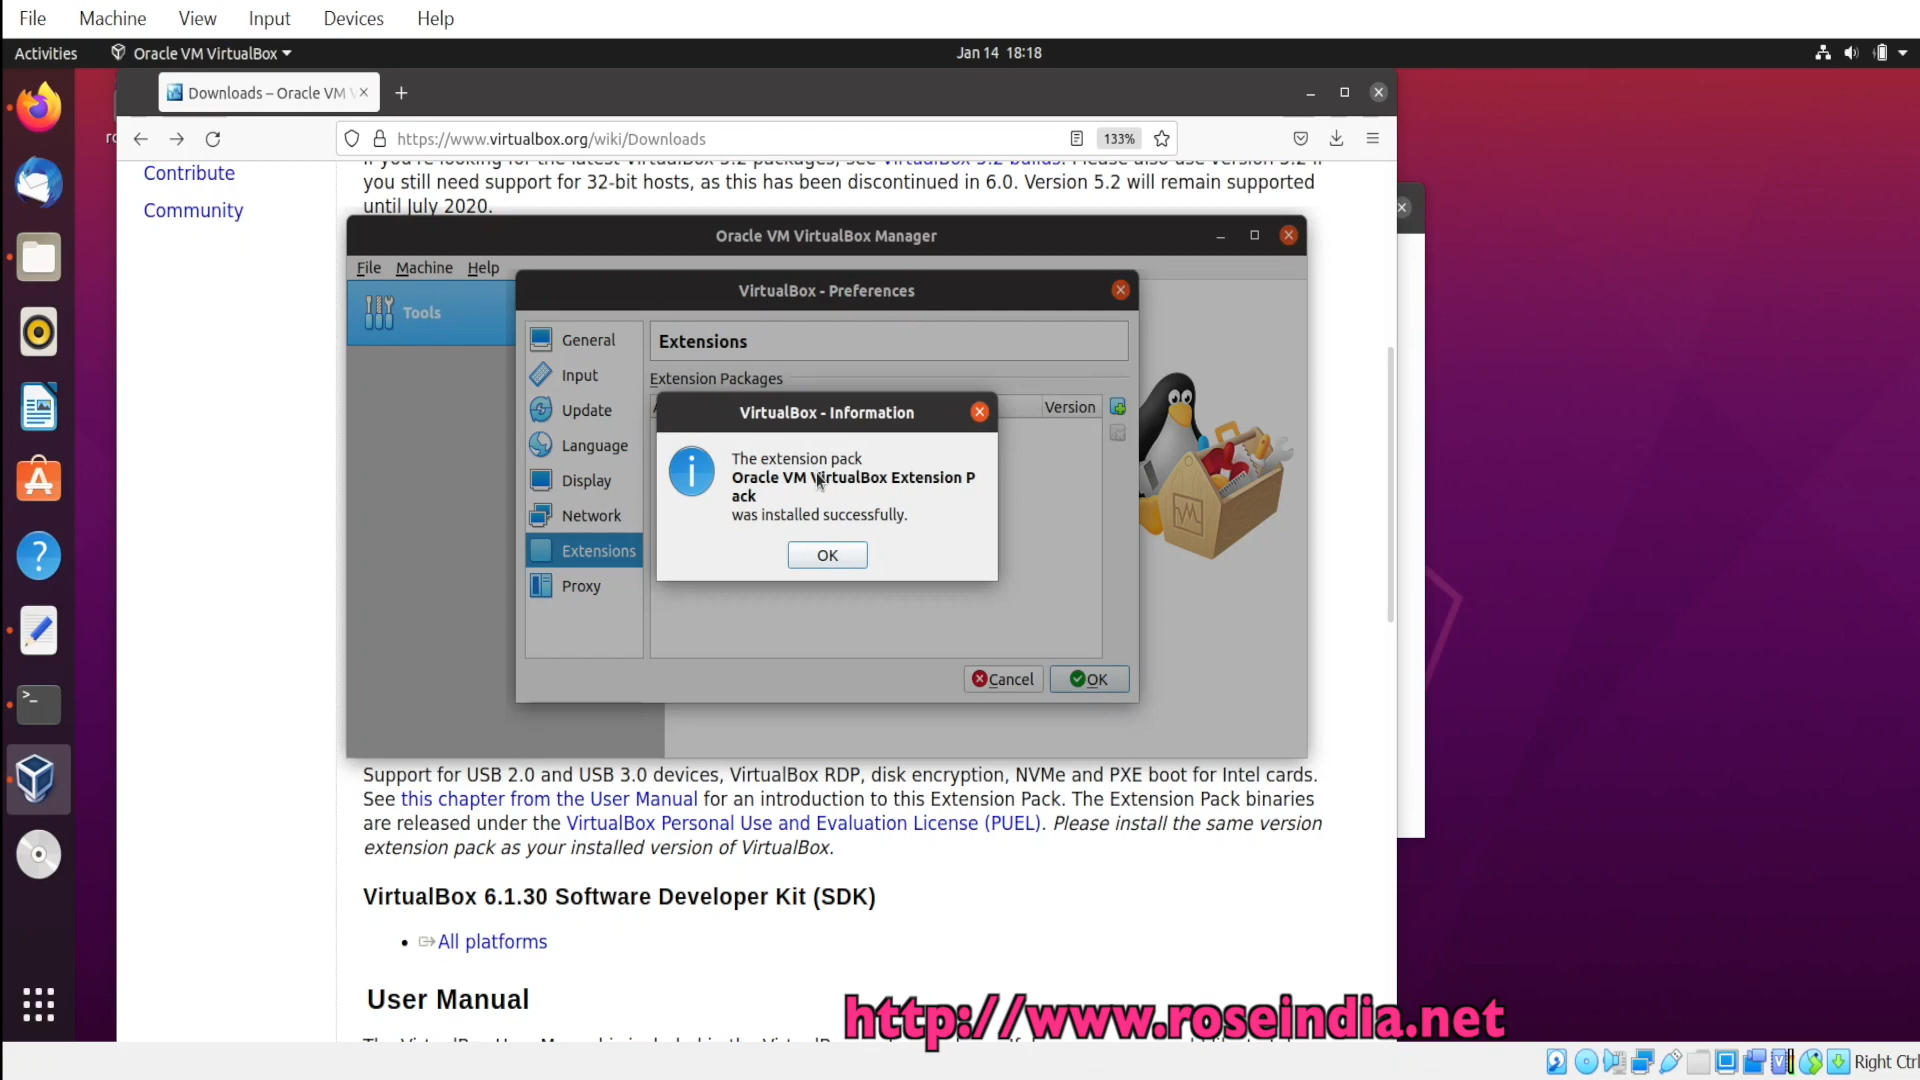 File Machine View Input Devices Help
Activities Oracle VM VirtualBox Jan 14 18:18
Downloads – Oracle VM V
https://www.virtualbox.org/wiki/Downloads 133%
Contribute
Community
you still need support for 32-bit hosts, as this has been discontinued in 6.0. Version 5.2 will remain supported
until July 2020.
Oracle VM VirtualBox Manager
File Machine Help
Tools
VirtualBox - Preferences
General
Input
Update
Language
Display
Network
Extensions
Proxy
Extensions
Extension Packages
Version
VirtualBox - Information
The extension pack
Oracle VM VirtualBox Extension P
ack
was installed successfully.
OK
Cancel OK
Support for USB 2.0 and USB 3.0 devices, VirtualBox RDP, disk encryption, NVMe and PXE boot for Intel cards.
See this chapter from the User Manual for an introduction to this Extension Pack. The Extension Pack binaries
are released under the VirtualBox Personal Use and Evaluation License (PUEL). Please install the same version
extension pack as your installed version of VirtualBox.
VirtualBox 6.1.30 Software Developer Kit (SDK)
All platforms
User Manual
http://www.roseindia.net
Right Ctrl